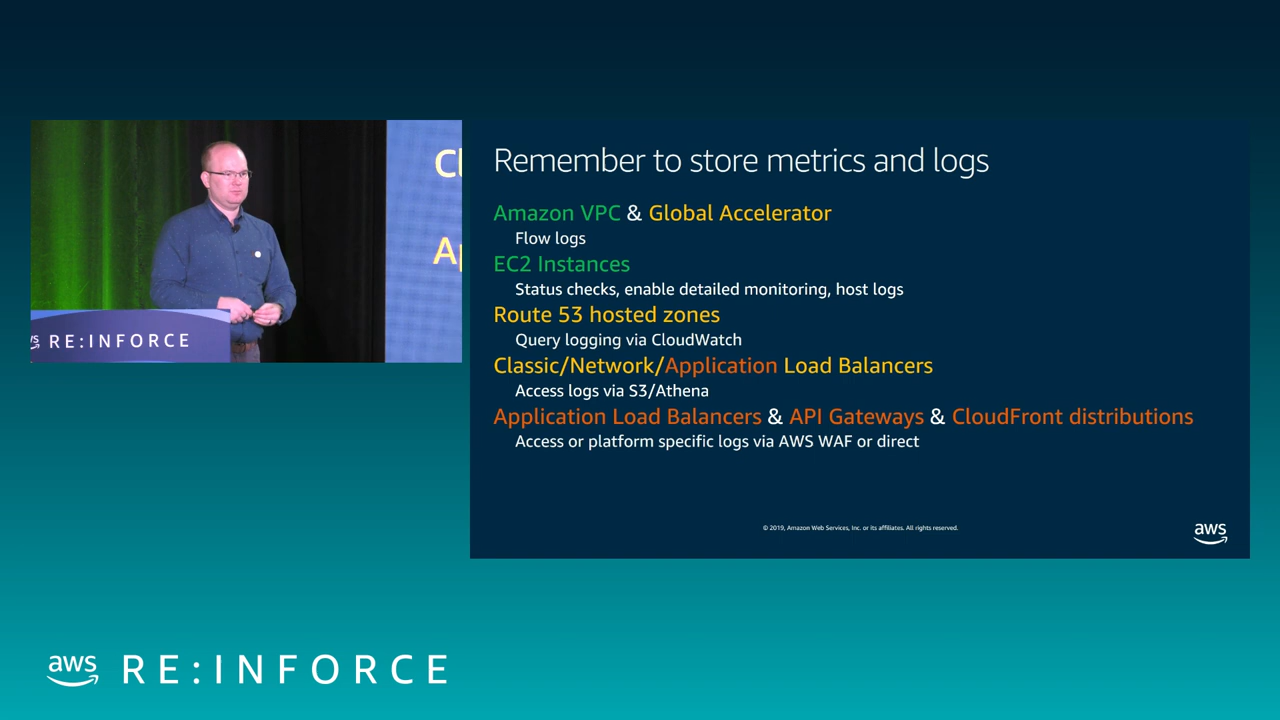 Cl
Ap
RE:INFORCE
Remember to store metrics and logs
Amazon VPC & Global Accelerator
Flow logs
EC2 Instances
Status checks, enable detailed monitoring, host logs
Route 53 hosted zones
Query logging via CloudWatch
Classic/Network/Application Load Balancers
Access logs via S3/Athena
Application Load Balancers & API Gateways & CloudFront distributions
Access or platform specific logs via AWS WAF or direct
© 2019, Amazon Web Services, Inc. or its affiliates. All rights reserved.
aws
aws RE:INFORCE